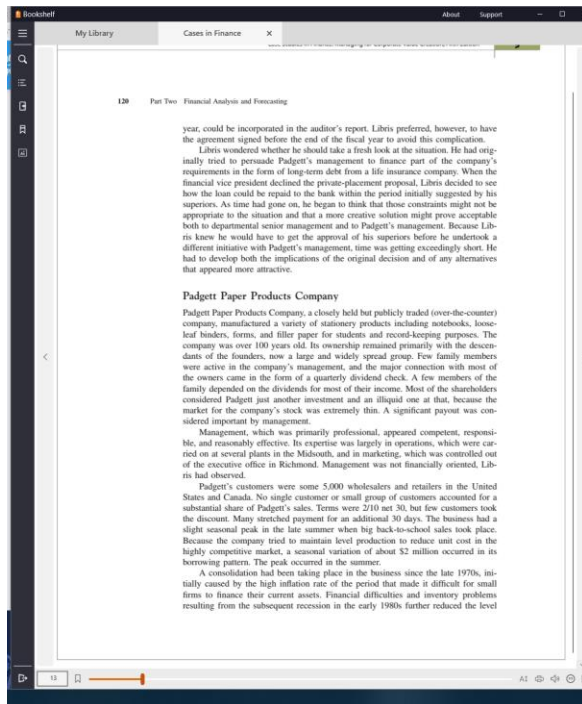 Bookshelf
About Support
My Library
Cases in Finance
120 Part Two Financial Analysis and Forecasting
year, could be incorporated in the auditor's report. Libris preferred, however, to have
the agreement signed before the end of the fiscal year to avoid this complication.
Libris wondered whether he should take a fresh look at the situation. He had orig-
inally tried to persuade Padgett's management to finance part of the company's
requirements in the form of long-term debt from a life insurance company. When the
financial vice president declined the private-placement proposal, Libris decided to see
how the loan could be repaid to the bank within the period initially suggested by his
superiors. As time had gone on, he began to think that those constraints might not be
appropriate to the situation and that a more creative solution might prove acceptable
both to departmental senior management and to Padgett's management. Because Lib-
ris knew he would have to get the approval of his superiors before he undertook a
different initiative with Padgett's management, time was getting exceedingly short. He
had to develop both the implications of the original decision and of any alternatives
that appeared more attractive.
Padgett Paper Products Company
Padgett Paper Products Company, a closely held but publicly traded (over-the-counter)
company, manufactured a variety of stationery products including notebooks, loose-
leaf binders, forms, and filler paper for students and record-keeping purposes. The
company was over 100 years old. Its ownership remained primarily with the descen-
dants of the founders, now a large and widely spread group. Few family members
were active in the company's management, and the major connection with most of
the owners came in the form of a quarterly dividend check. A few members of the
family depended on the dividends for most of their income. Most of the shareholders
considered Padgett just another investment and an illiquid one at that, because the
market for the company's stock was extremely thin. A significant payout was con-
sidered important by management.
Management, which was primarily professional, appeared competent, responsi-
ble, and reasonably effective. Its expertise was largely in operations, which were car-
ried on at several plants in the Midsouth, and in marketing, which was controlled out
of the executive office in Richmond. Management was not financially oriented, Lib-
ris had observed.
Padgett's customers were some 5,000 wholesalers and retailers in the United
States and Canada. No single customer or small group of customers accounted for a
substantial share of Padgett's sales. Terms were 2/10 net 30, but few customers took
the discount. Many stretched payment for an additional 30 days. The business had a
slight seasonal peak in the late summer when big back-to-school sales took place.
Because the company tried to maintain level production to reduce unit cost in the
highly competitive market, a seasonal variation of about $2 million occurred in its
borrowing pattern. The peak occurred in the summer.
A consolidation had been taking place in the business since the late 1970s, ini-
tially caused by the high inflation rate of the period that made it difficult for small
firms to finance their current assets. Financial difficulties and inventory problems
resulting from the subsequent recession in the early 1980s further reduced the level
13